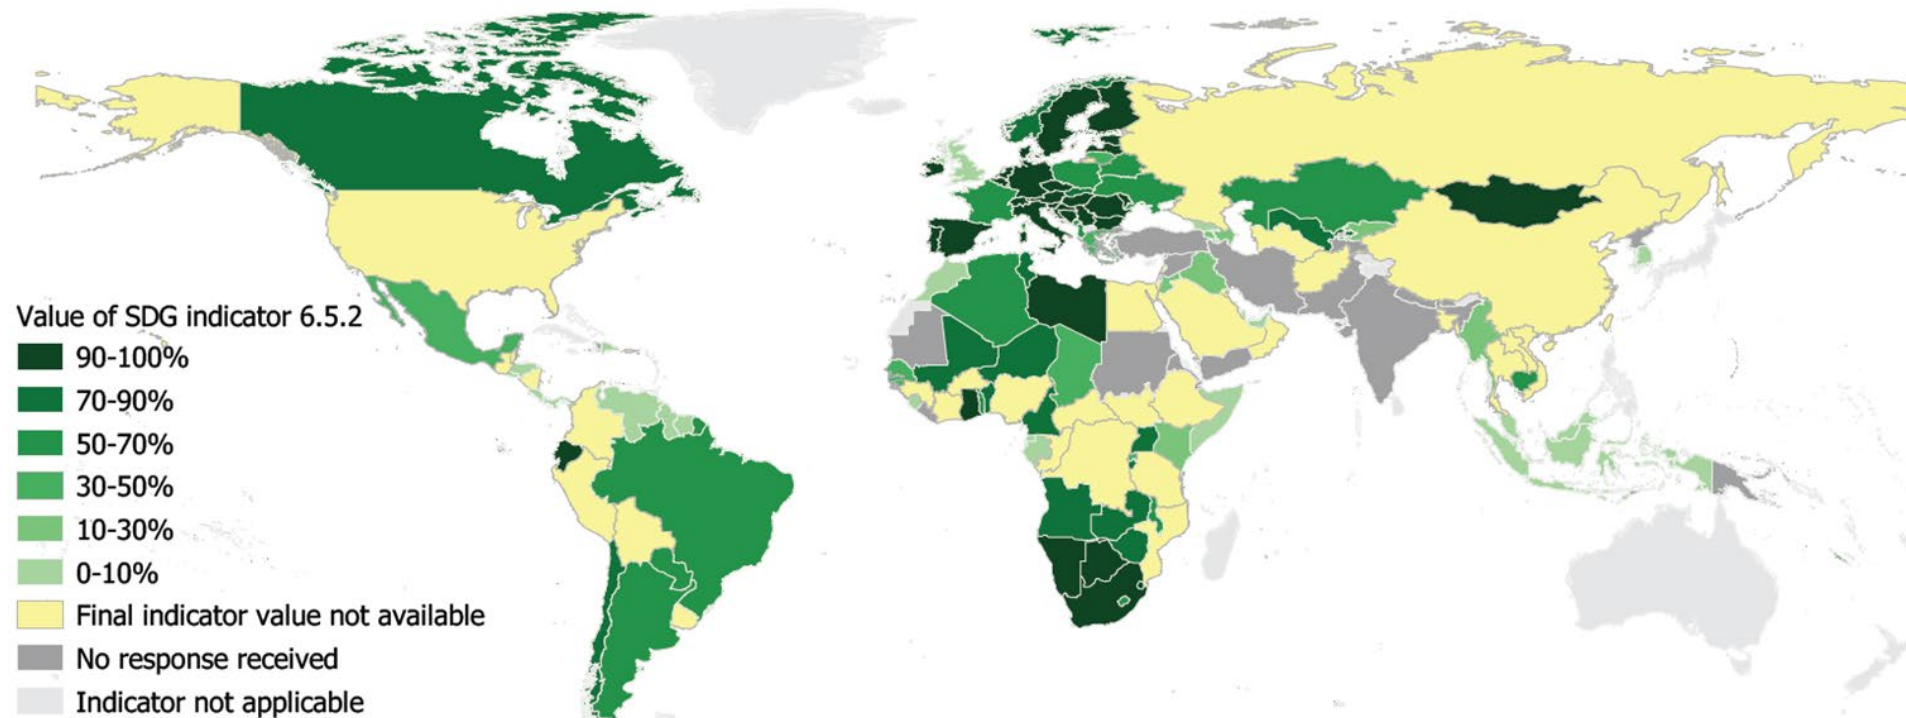 Value of SDG indicator 6.5.2
90-100%
70-90%
50-70%
30-50%
10-30%
0-10%
Final indicator value not available
No response received
Indicator not applicable